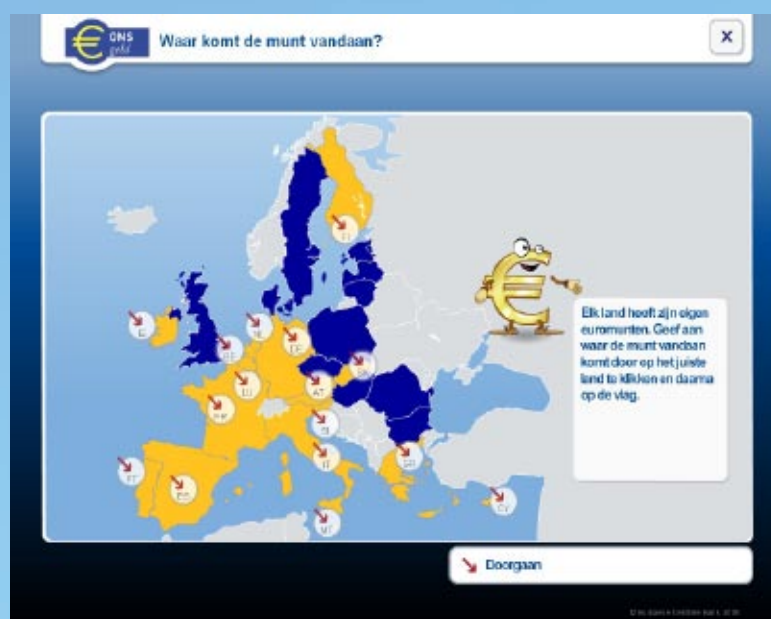 ONS
geld
Waar komt de munt vandaan?
X
FI
IE
NL
BE
DE
LU
SK
AT
FR
SI
IT
PT
ES
GR
CY
MT
Elk land heeft zijn eigen
euromunten. Geef aan
waar de munt vandaan
komt door op het juiste
land te klikken en daarna
op de vlag.
Doorgaan